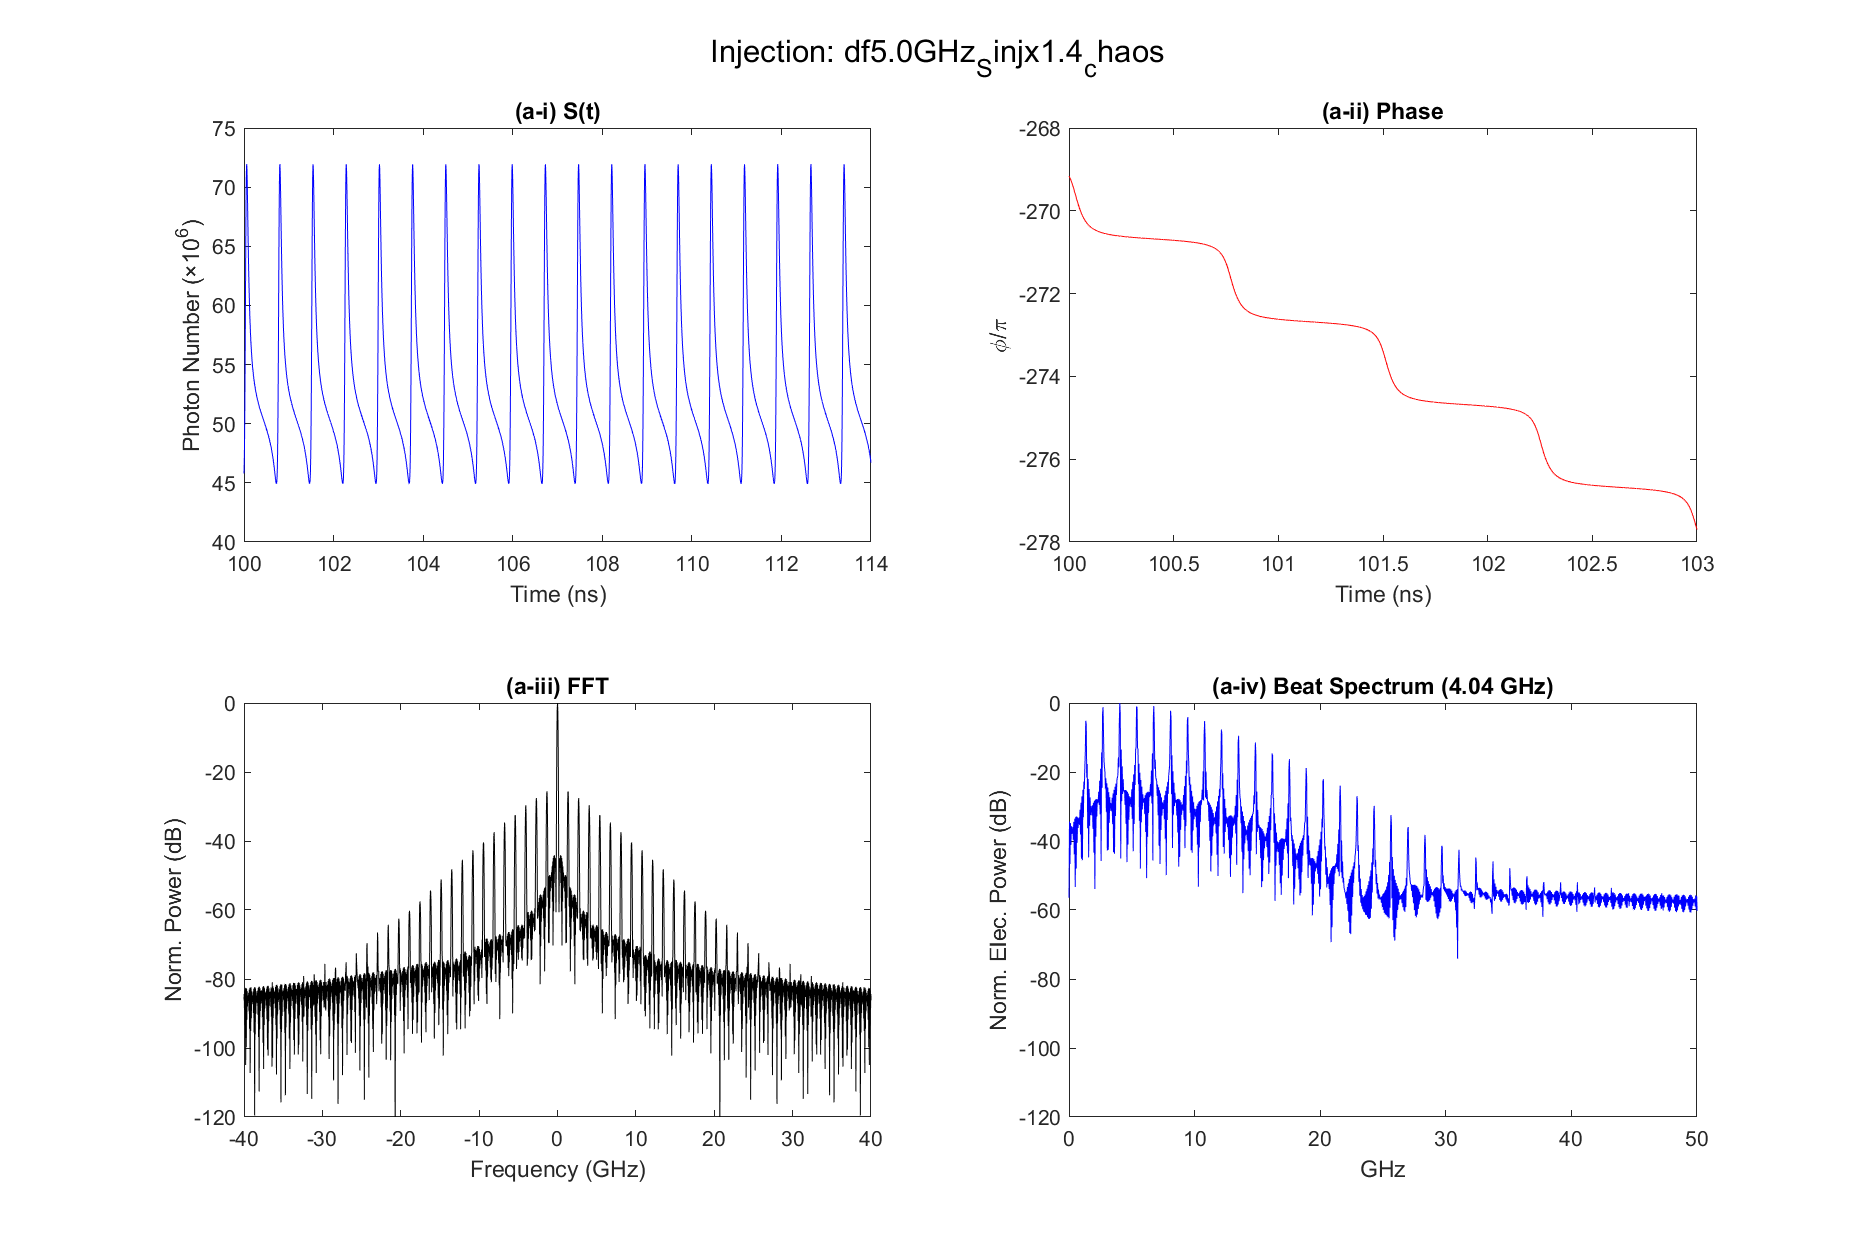 Injection: df5.0GHz_Sinjx1.4_chaos
(a-i) S(t)
Photon Number (×10^6)
75
70
65
60
55
50
45
40
100 102 104 106 108 110 112 114
Time (ns)
(a-ii) Phase
ϕ/π
-268
-270
-272
-274
-276
-278
100 100.5 101 101.5 102 102.5 103
Time (ns)
(a-iii) FFT
Norm. Power (dB)
0
-20
-40
-60
-80
-100
-120
-40 -30 -20 -10 0 10 20 30 40
Frequency (GHz)
(a-iv) Beat Spectrum (4.04 GHz)
Norm. Elec. Power (dB)
0
-20
-40
-60
-80
-100
-120
0 10 20 30 40 50
GHz